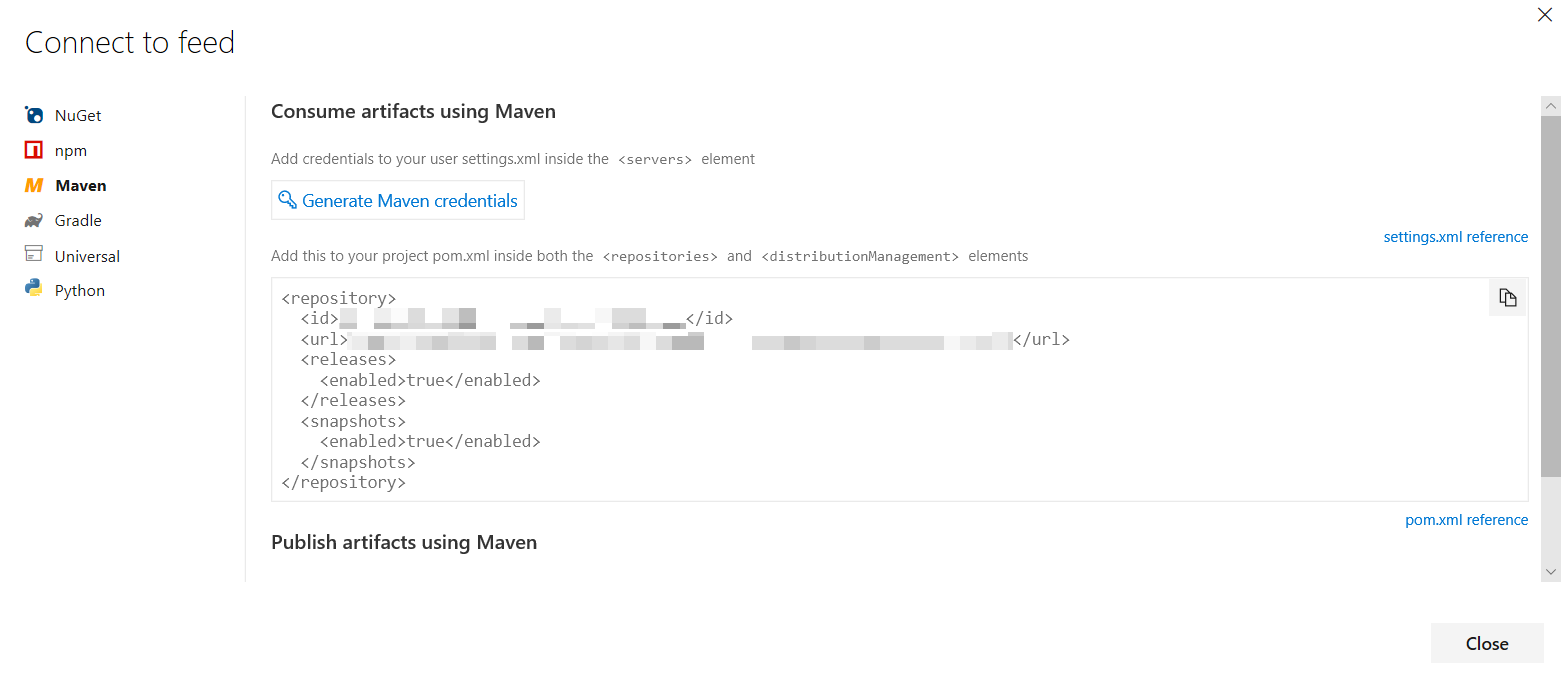 Connect to feed
NuGet
npm
Maven
Gradle
Universal
Python
Consume artifacts using Maven
Add credentials to your user settings.xml inside the <servers> element
Generate Maven credentials
settings.xml reference
Add this to your project pom.xml inside both the <repositories> and <distributionManagement> elements
<repository>
  <id></id>
  <url></url>
  <releases>
    <enabled>true</enabled>
  </releases>
  <snapshots>
    <enabled>true</enabled>
  </snapshots>
</repository>
pom.xml reference
Publish artifacts using Maven
Close